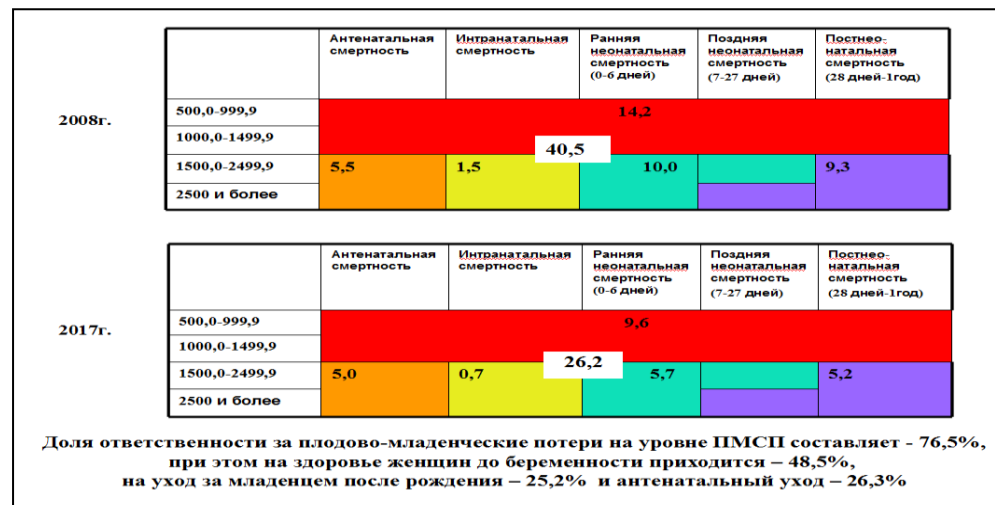 Антенатальная смертность
Интранатальная смертность
Ранняя неонатальная смертность (0-6 дней)
Поздняя неонатальная смертность (7-27 дней)
Постнео-натальная смертность (28 дней-1год)
2008г.
500,0-999,9
14,2
1000,0-1499,9
40,5
1500,0-2499,9
5,5
1,5
10,0
9,3
2500 и более
Антенатальная смертность
Интранатальная смертность
Ранняя неонатальная смертность (0-6 дней)
Поздняя неонатальная смертность (7-27 дней)
Постнео-натальная смертность (28 дней-1год)
2017г.
500,0-999,9
9,6
1000,0-1499,9
26,2
1500,0-2499,9
5,0
0,7
5,7
5,2
2500 и более
Доля ответственности за плодово-младенческие потери на уровне ПМСП составляет - 76,5%,
при этом на здоровье женщин до беременности приходится – 48,5%,
на уход за младенцем после рождения – 25,2% и антенатальный уход – 26,3%